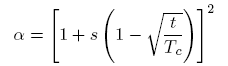 α = [1 + s (1 − √(t/T_c))]²